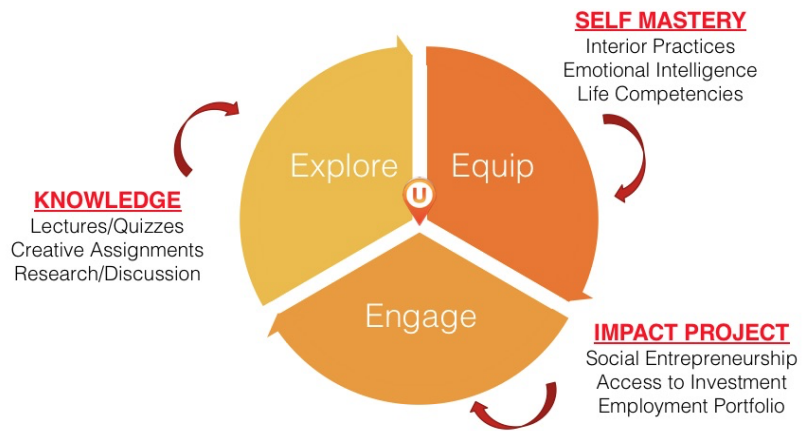 SELF MASTERY
Interior Practices
Emotional Intelligence
Life Competencies
Explore
Equip
U
KNOWLEDGE
Lectures/Quizzes
Creative Assignments
Research/Discussion
Engage
IMPACT PROJECT
Social Entrepreneurship
Access to Investment
Employment Portfolio